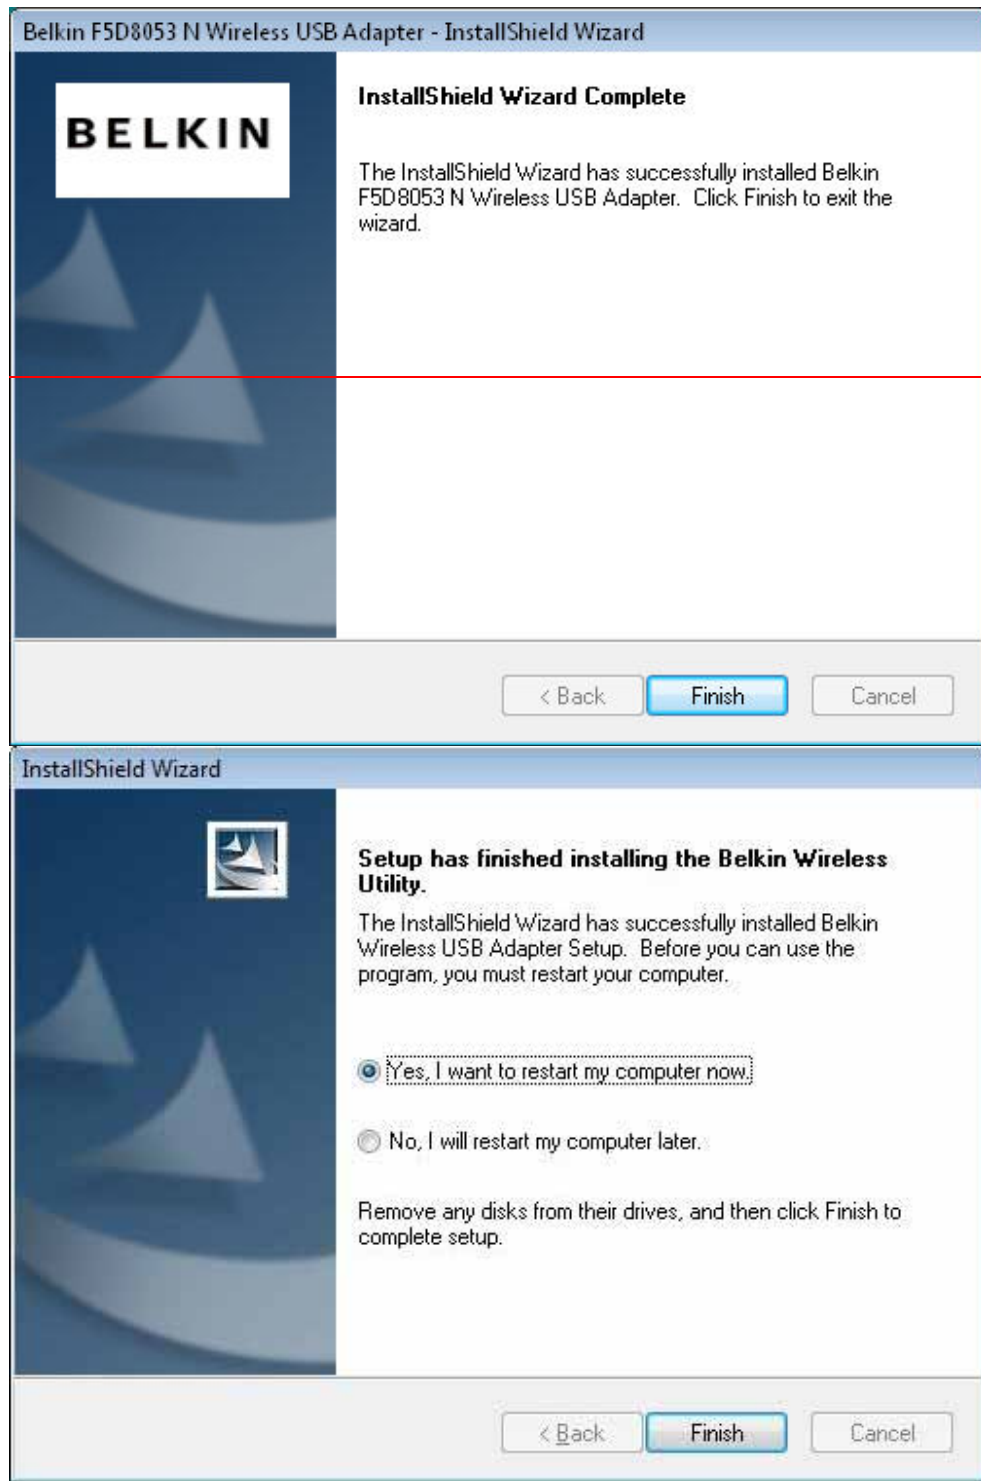 Belkin F5D8053 N Wireless USB Adapter - InstallShield Wizard
BELKIN
InstallShield Wizard Complete
The InstallShield Wizard has successfully installed Belkin
F5D8053 N Wireless USB Adapter. Click Finish to exit the
wizard.
< Back
Finish
Cancel
InstallShield Wizard
Setup has finished installing the Belkin Wireless
Utility.
The InstallShield Wizard has successfully installed Belkin
Wireless USB Adapter Setup. Before you can use the
program, you must restart your computer.
Yes, I want to restart my computer now.
No, I will restart my computer later.
Remove any disks from their drives, and then click Finish to
complete setup.
< Back
Finish
Cancel